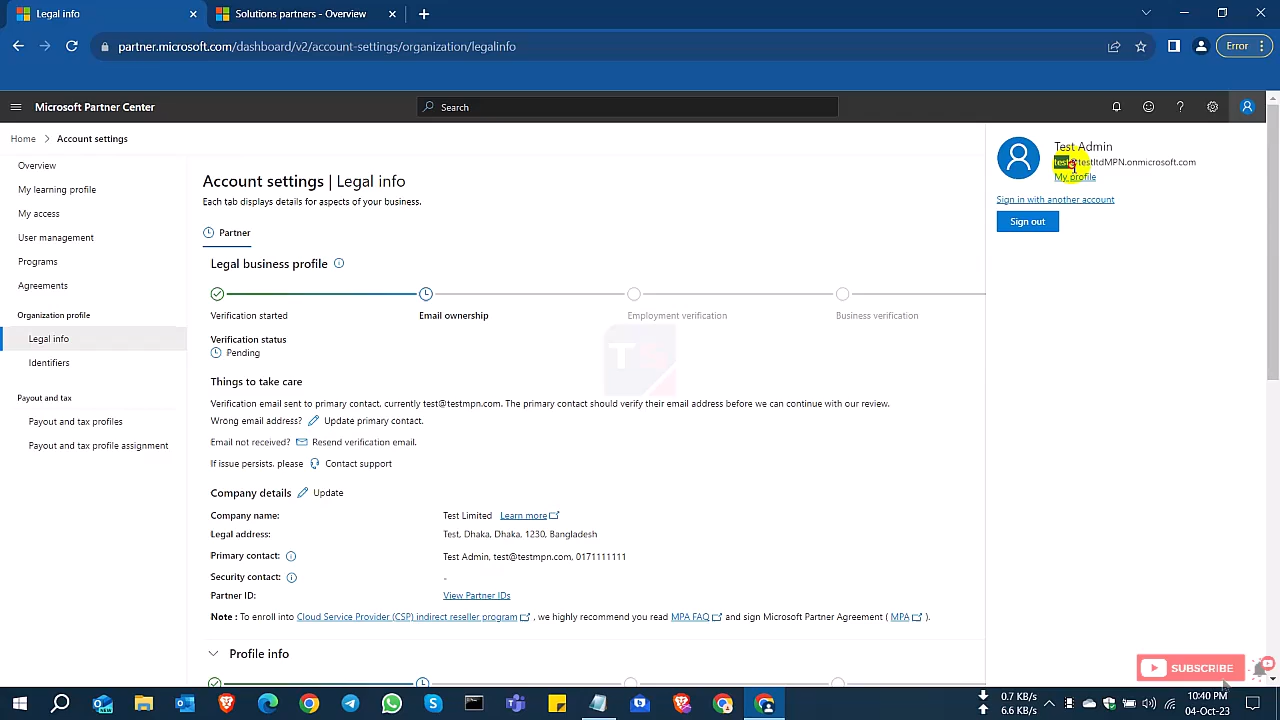 Legal info
Solutions partners - Overview
partner.microsoft.com/dashboard/v2/account-settings/organization/legalinfo
Error
Microsoft Partner Center
Search
Home > Account settings
Overview
My learning profile
My access
User management
Programs
Agreements
Organization profile
Legal info
Identifiers
Payout and tax
Payout and tax profiles
Payout and tax profile assignment
Account settings | Legal info
Each tab displays details for aspects of your business.
Partner
Legal business profile
Verification started
Email ownership
Employment verification
Business verification
Verification status
Pending
Things to take care
Verification email sent to primary contact, currently test@testmpn.com. The primary contact should verify their email address before we can continue with our review.
Wrong email address? Update primary contact.
Email not received? Resend verification email.
If issue persists, please Contact support
Company details Update
Company name: Test Limited Learn more
Legal address: Test, Dhaka, Dhaka, 1230, Bangladesh
Primary contact: Test Admin, test@testmpn.com, 0171111111
Security contact: -
Partner ID: View Partner IDs
Note : To enroll into Cloud Service Provider (CSP) indirect reseller program , we highly recommend you read MPA FAQ and sign Microsoft Partner Agreement ( MPA ).
Profile info
Test Admin
test@testltdMPN.onmicrosoft.com
My profile
Sign in with another account
Sign out
T
SUBSCRIBE
0.7 KB/s
6.6 KB/s
10:40 PM
04-Oct-23